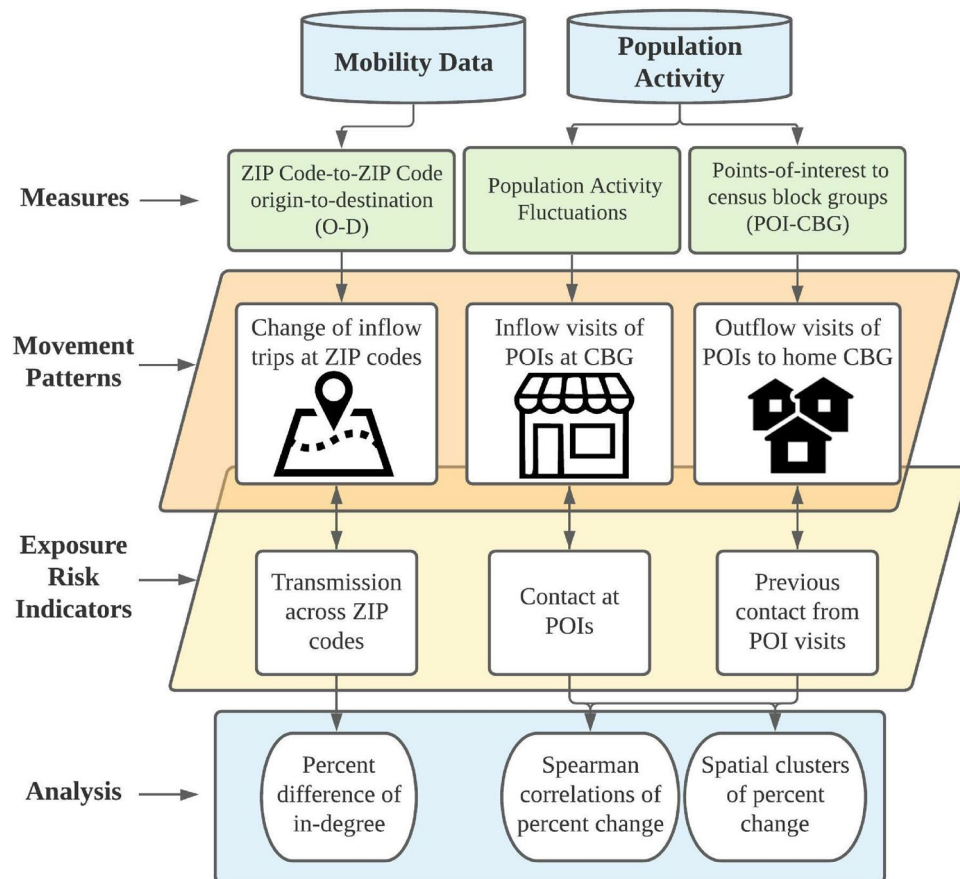 Mobility Data
Population
Activity
Measures
ZIP Code-to-ZIP Code
origin-to-destination
(O-D)
Population Activity
Fluctuations
Points-of-interest to
census block groups
(POI-CBG)
Movement
Patterns
Change of inflow
trips at ZIP codes
Inflow visits of
POIs at CBG
Outflow visits of
POIs to home CBG
Exposure
Risk
Indicators
Transmission
across ZIP
codes
Contact at
POIs
Previous
contact from
POI visits
Analysis
Percent
difference of
in-degree
Spearman
correlations of
percent change
Spatial clusters
of percent
change